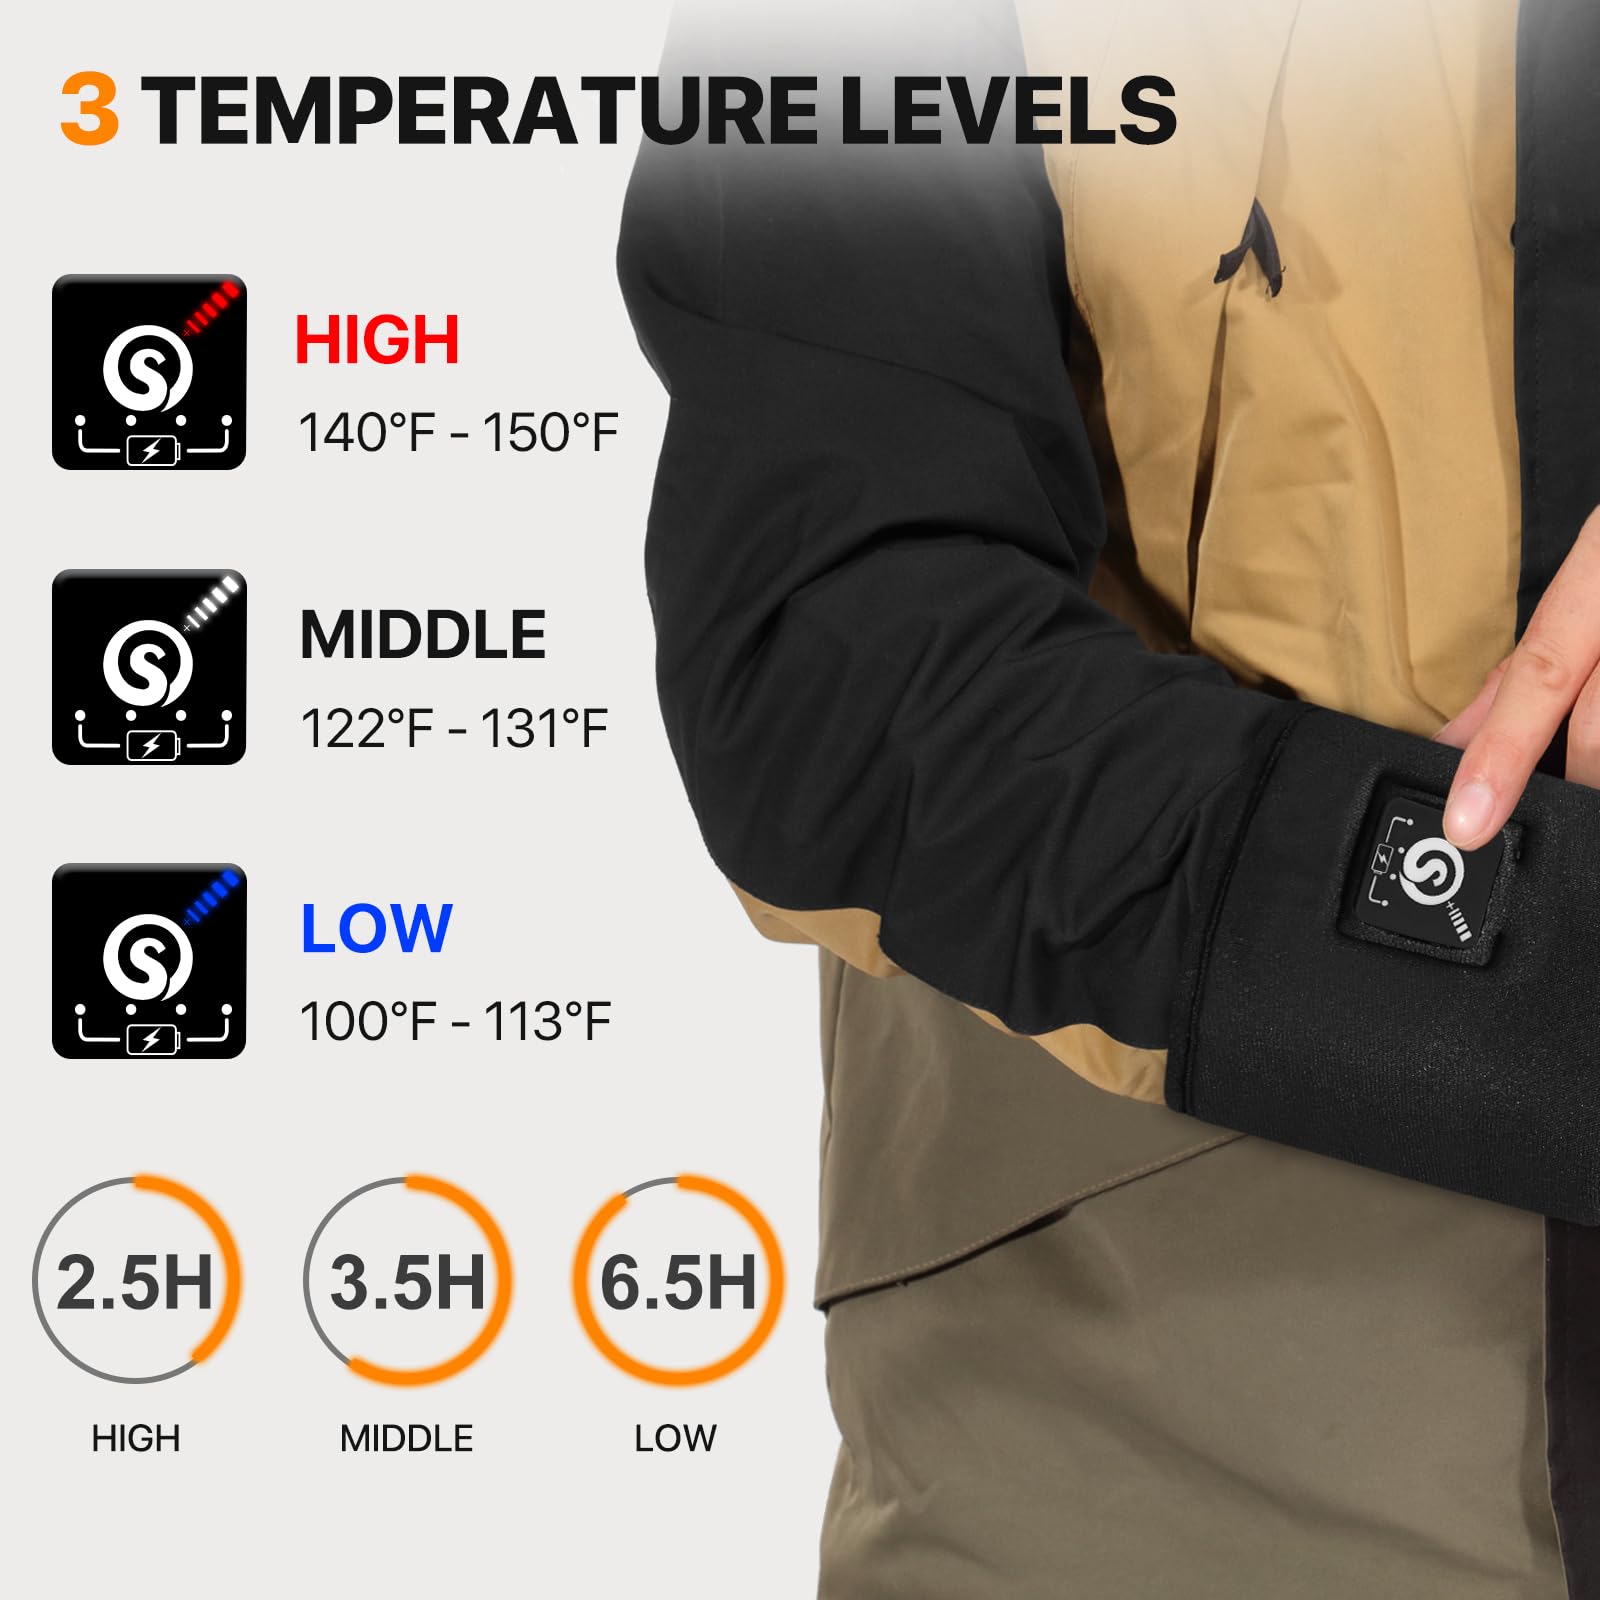 3 TEMPERATURE LEVELS
S
HIGH
140°F - 150°F
S
MIDDLE
122°F - 131°F
S
LOW
100°F - 113°F
S
2.5H
3.5H
6.5H
HIGH
MIDDLE
LOW